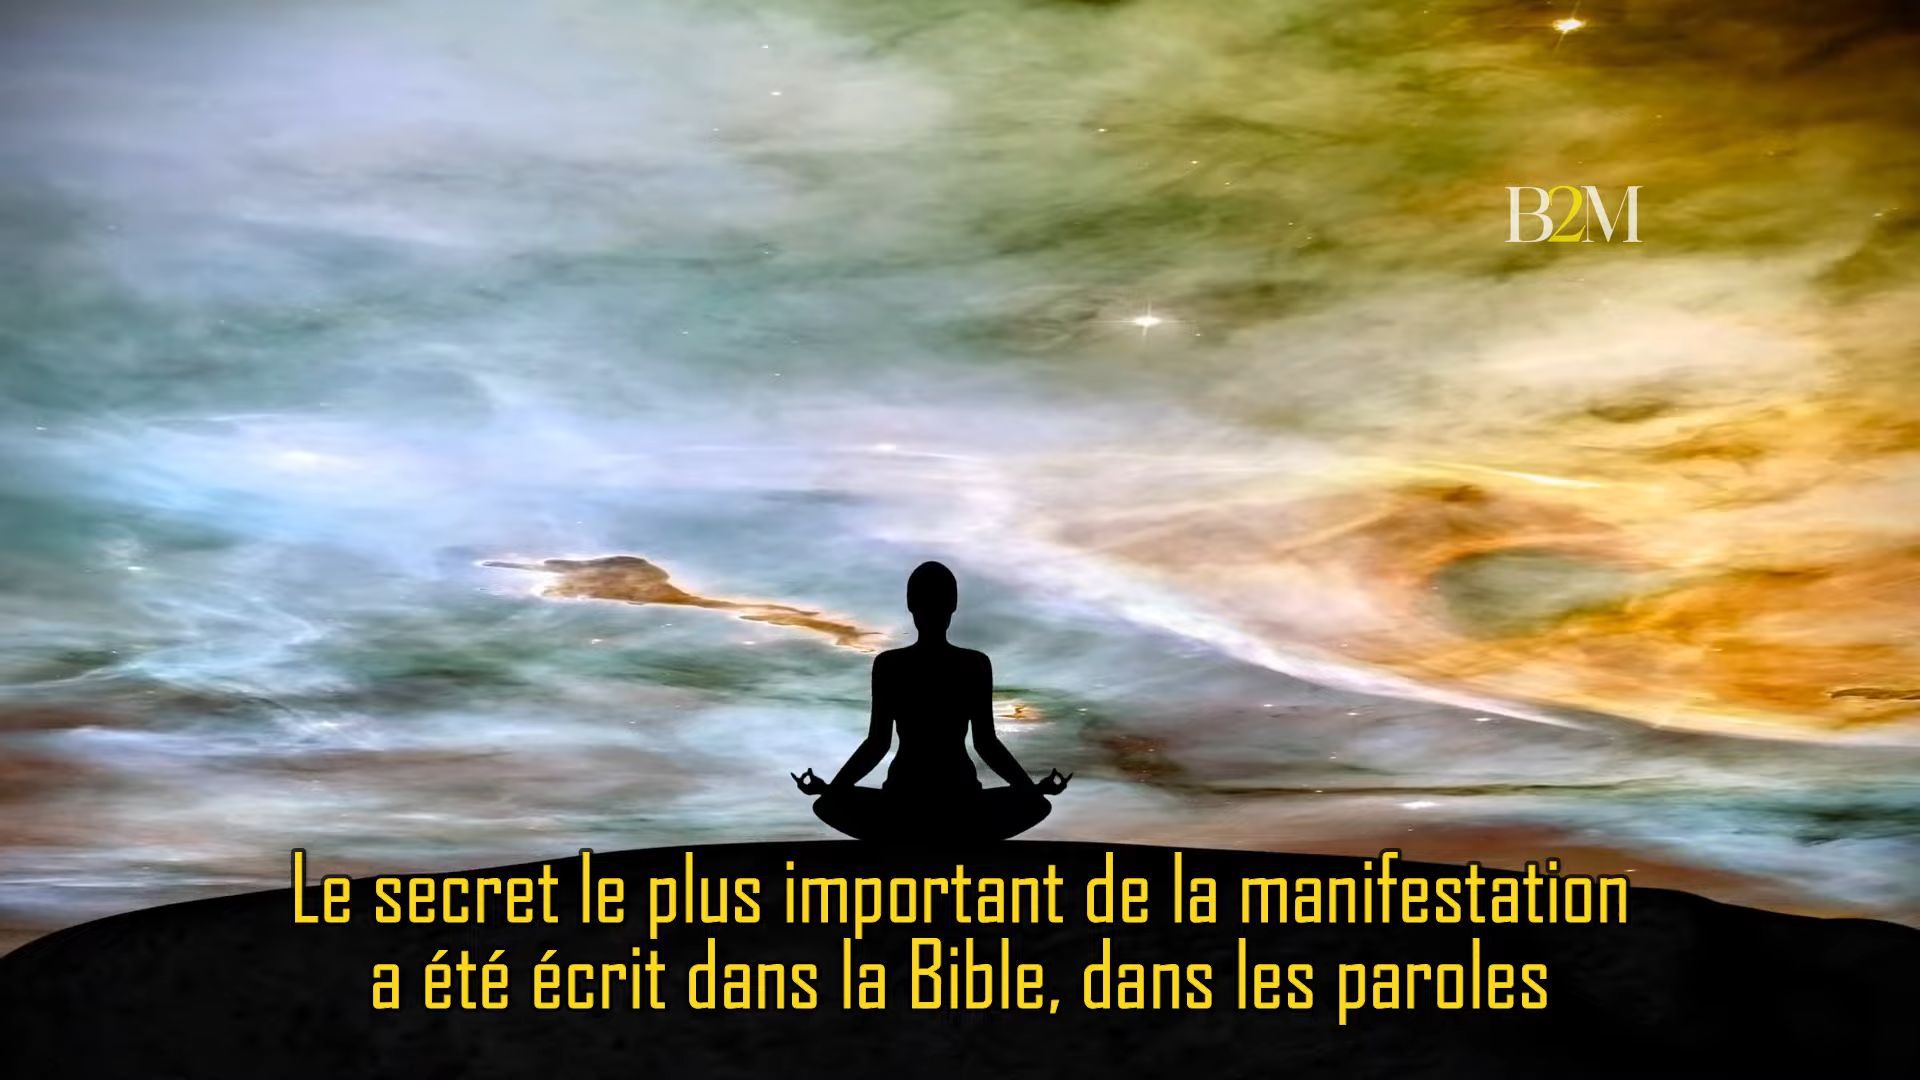 B2M
Le secret le plus important de la manifestation
a été écrit dans la Bible, dans les paroles